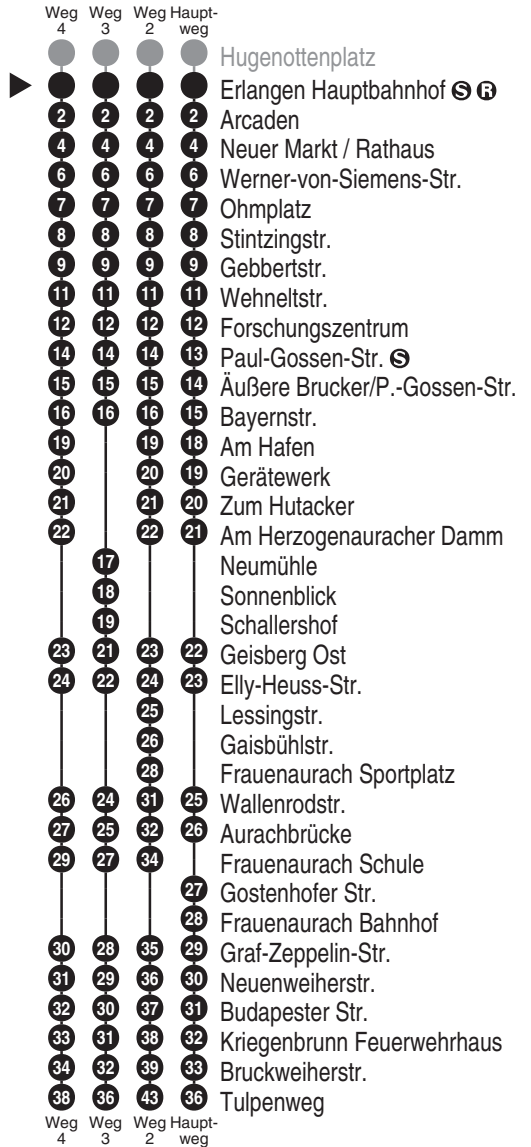 Weg Weg Weg Haupt-
4 3 2 weg
Hugenottenplatz
Erlangen Hauptbahnhof S R
2 2 2 2 Arcaden
4 4 4 4 Neuer Markt / Rathaus
6 6 6 6 Werner-von-Siemens-Str.
7 7 7 7 Ohmplatz
8 8 8 8 Stintzingstr.
9 9 9 9 Gebbertstr.
11 11 11 11 Wehneltstr.
12 12 12 12 Forschungszentrum
14 14 14 13 Paul-Gossen-Str. S
15 15 15 14 Äußere Brucker/P.-Gossen-Str.
16 16 16 15 Bayernstr.
19 19 18 Am Hafen
20 20 19 Gerätewerk
21 21 20 Zum Hutacker
22 22 21 Am Herzogenauracher Damm
17 Neumühle
18 Sonnenblick
19 Schallershof
23 21 23 22 Geisberg Ost
24 22 24 23 Elly-Heuss-Str.
25 Lessingstr.
26 Gaisbühlstr.
28 Frauenaurach Sportplatz
26 24 31 25 Wallenrodstr.
27 25 32 26 Aurachbrücke
29 27 34 Frauenaurach Schule
27 Gostenhofer Str.
28 Frauenaurach Bahnhof
30 28 35 29 Graf-Zeppelin-Str.
31 29 36 30 Neuenweiherstr.
32 30 37 31 Budapester Str.
33 31 38 32 Kriegenbrunn Feuerwehrhaus
34 32 39 33 Bruckweiherstr.
38 36 43 36 Tulpenweg
Weg Weg Weg Haupt-
4 3 2 weg